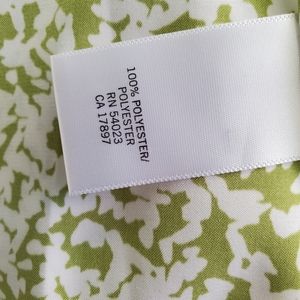 100% POLYESTER/
POLYESTER
RN 54023
CA 17897